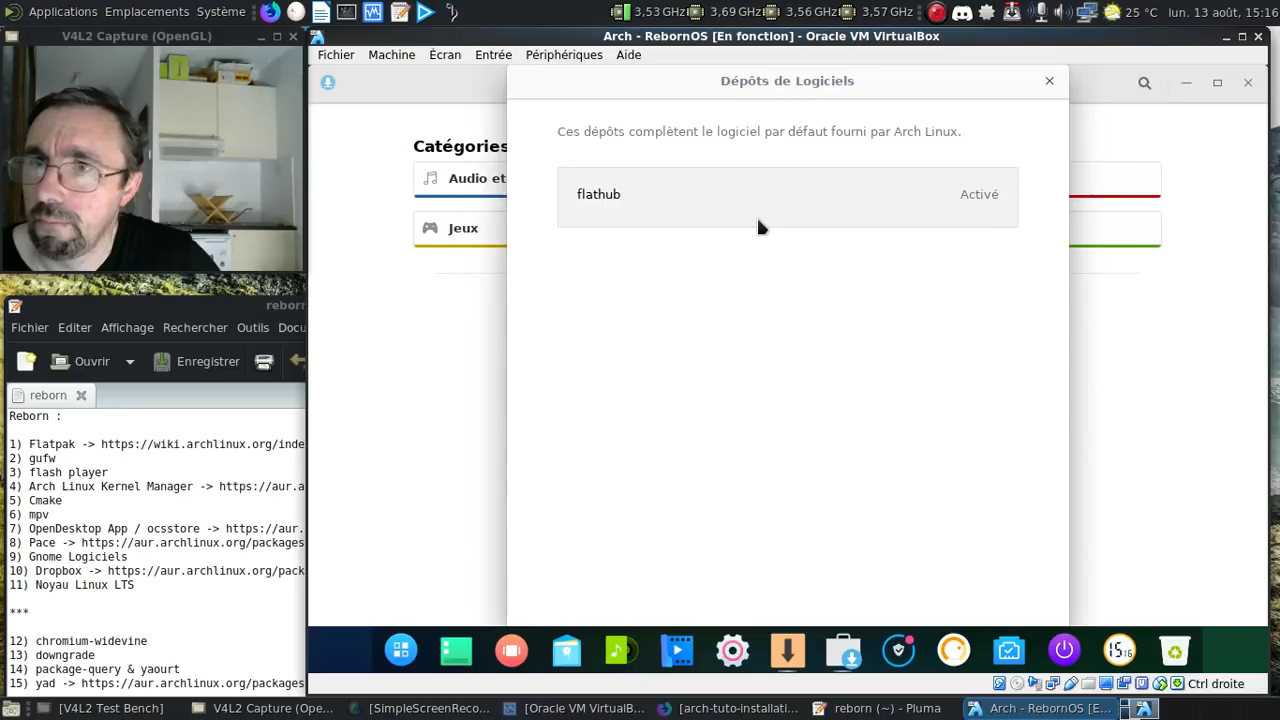 Applications Emplacements Système
3,53 GHz 3,69 GHz 3,56 GHz 3,57 GHz
25 °C lun. 13 août, 15:16
V4L2 Capture (OpenGL)
Arch - RebornOS [En fonction] - Oracle VM VirtualBox
Fichier Machine Écran Entrée Périphériques Aide
Dépôts de Logiciels
Ces dépôts complètent le logiciel par défaut fourni par Arch Linux.
Catégories
Audio et
Jeux
flathub Activé
reborn
Fichier Editer Affichage Rechercher Outils Docu
Ouvrir Enregistrer
reborn
Reborn :
1) Flatpak -> https://wiki.archlinux.org/inde
2) gufw
3) flash player
4) Arch Linux Kernel Manager -> https://aur.a
5) Cmake
6) mpv
7) OpenDesktop App / ocsstore -> https://aur.
8) Pace -> https://aur.archlinux.org/packages
9) Gnome Logiciels
10) Dropbox -> https://aur.archlinux.org/pack
11) Noyau Linux LTS
***
12) chromium-widevine
13) downgrade
14) package-query & yaourt
15) yad -> https://aur.archlinux.org/packages
15 16
Ctrl droite
[V4L2 Test Bench] V4L2 Capture (Ope... [SimpleScreenReco... [Oracle VM VirtualB... [arch-tuto-installati... reborn (~) - Pluma Arch - RebornOS [E...